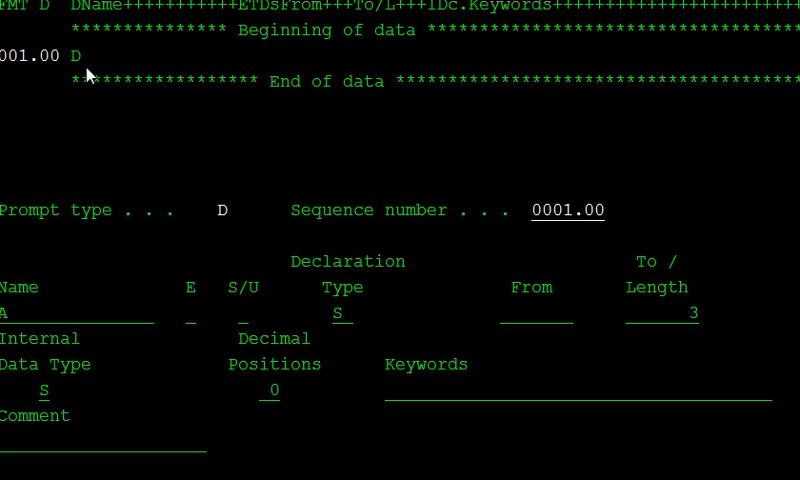 FMT D  DName+++++++++++ETDsFrom+++To/L+++IDc.Keywords++++++++++++++++++++++++
*************** Beginning of data ************************************
001.00 D
****************** End of data ***************************************
Prompt type . . .    D      Sequence number . . .  0001.00
Declaration                      To /
Name              E   S/U      Type              From       Length
A                              S                                 3
Internal               Decimal
Data Type             Positions      Keywords
S                     0
Comment